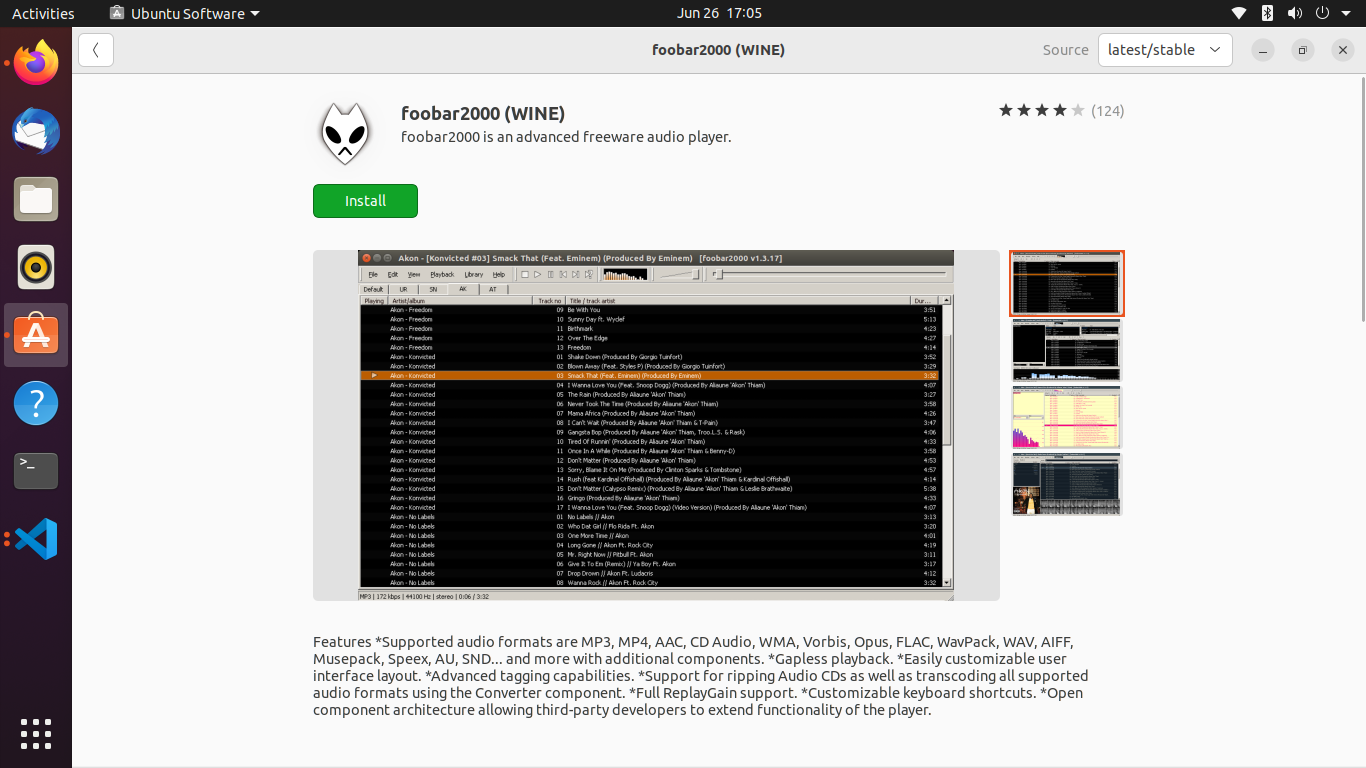 Activities
Ubuntu Software
Jun 26 17:05
foobar2000 (WINE)
Source
latest/stable
foobar2000 (WINE)
foobar2000 is an advanced freeware audio player.
(124)
Install
Akon - [Konvicted #03] Smack That (Feat. Eminem) (Produced By Eminem) [foobar2000 v1.3.17]
File Edit View Playback Library Help
Default UR SN AK AT
Playing Artist/album Track no Title / track artist Dur...
Akon - Freedom 09 Be With You 3:51
Akon - Freedom 10 Sunny Day Ft. Wyclef 5:13
Akon - Freedom 11 Birthmark 4:23
Akon - Freedom 12 Over The Edge 4:27
Akon - Freedom 13 Freedom 4:14
Akon - Konvicted 01 Shake Down (Produced By Giorgio Tuinfort) 3:52
Akon - Konvicted 02 Blown Away (Feat. Styles P) (Produced By Giorgio Tuinfort) 3:29
Akon - Konvicted 03 Smack That (Feat. Eminem) (Produced By Eminem) 3:32
Akon - Konvicted 04 I Wanna Love You (Feat. Snoop Dogg) (Produced By Aliaune 'Akon' Thiam) 4:07
Akon - Konvicted 05 The Rain (Produced By Aliaune 'Akon' Thiam) 3:27
Akon - Konvicted 06 Never Took The Time (Produced By Aliaune 'Akon' Thiam) 3:58
Akon - Konvicted 07 Mama Africa (Produced By Aliaune 'Akon' Thiam) 4:26
Akon - Konvicted 08 I Can't Wait (Produced By Aliaune 'Akon' Thiam & T-Pain) 3:47
Akon - Konvicted 09 Gangsta Bop (Produced By Aliaune 'Akon' Thiam, Troo.L.S. & Rask) 4:06
Akon - Konvicted 10 Tired Of Runnin' (Produced By Aliaune 'Akon' Thiam) 4:33
Akon - Konvicted 11 Once In A While (Produced By Aliaune 'Akon' Thiam & Benny-D) 3:58
Akon - Konvicted 12 Don't Matter (Produced By Aliaune 'Akon' Thiam) 4:53
Akon - Konvicted 13 Sorry, Blame It On Me (Produced By Clinton Sparks & Tombstone) 4:57
Akon - Konvicted 14 Rush (Feat Kardinal Offishall) (Produced By Aliaune 'Akon' Thiam & Kardinal Offishall) 4:14
Akon - Konvicted 15 Don't Matter (Calypso Remix) (Produced By Aliaune 'Akon' Thiam & Leslie Brathwaite) 5:38
Akon - Konvicted 16 Gringo (Produced By Aliaune 'Akon' Thiam) 4:33
Akon - Konvicted 17 I Wanna Love You (Feat. Snoop Dogg) (Video Version) (Produced By Aliaune 'Akon' Thiam) 4:07
Akon - No Labels 01 No Labels // Akon 3:13
Akon - No Labels 02 Who Dat Girl // Flo Rida Ft. Akon 3:20
Akon - No Labels 03 One More Time // Akon 4:01
Akon - No Labels 04 Long Gone // Akon Ft. Rock City 4:19
Akon - No Labels 05 Mr. Right Now // Pitbull Ft. Akon 3:11
Akon - No Labels 06 Give It To Em (Remix) // Ya Boy Ft. Akon 3:17
Akon - No Labels 07 Drop Drown // Akon Ft. Ludacris 4:12
Akon - No Labels 08 Wanna Rock // Akon Ft. Rock City 3:32
MP3 | 172 kbps | 44100 Hz | stereo | 0:06 / 3:32
Features *Supported audio formats are MP3, MP4, AAC, CD Audio, WMA, Vorbis, Opus, FLAC, WavPack, WAV, AIFF,
Musepack, Speex, AU, SND... and more with additional components. *Gapless playback. *Easily customizable user
interface layout. *Advanced tagging capabilities. *Support for ripping Audio CDs as well as transcoding all supported
audio formats using the Converter component. *Full ReplayGain support. *Customizable keyboard shortcuts. *Open
component architecture allowing third-party developers to extend functionality of the player.